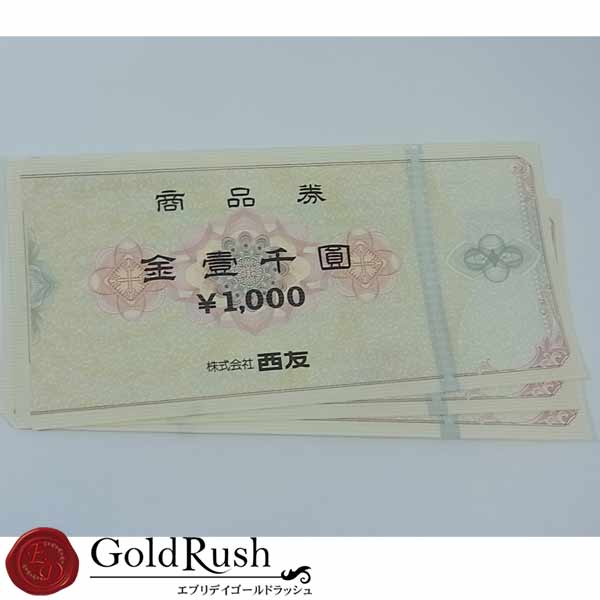 商品券
金壹千圓
¥1,000
株式会社 西友
GoldRush
エブリデイゴールドラッシュ